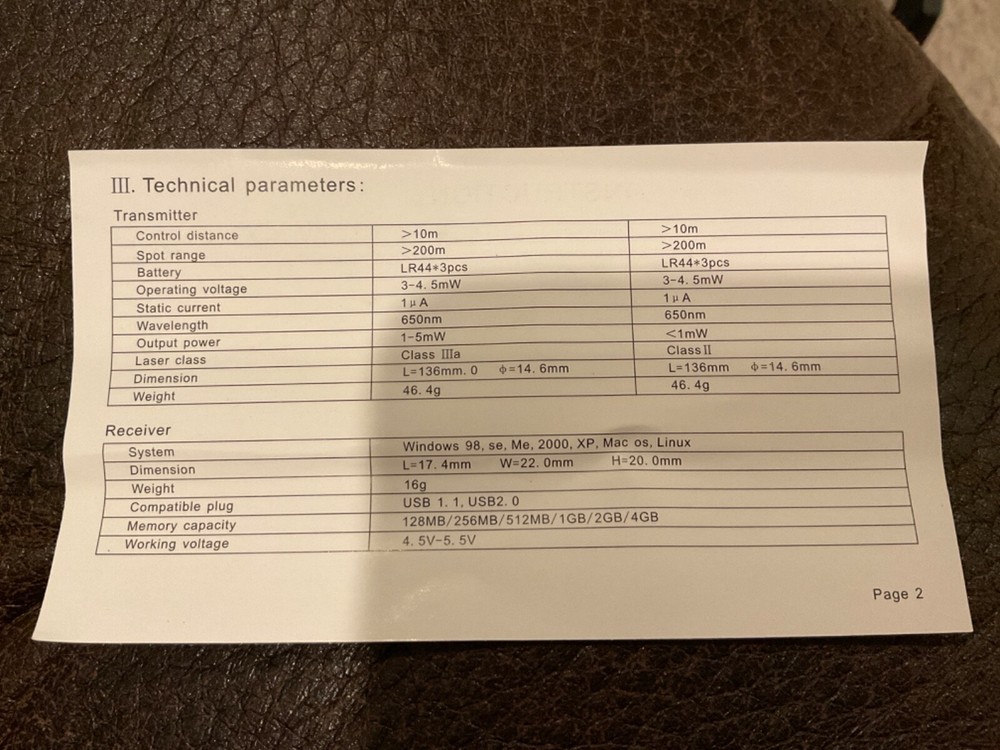 III. Technical parameters:
Transmitter
Control distance >10m >10m
Spot range >200m >200m
Battery LR44*3pcs LR44*3pcs
Operating voltage 3-4. 5mW 3-4. 5mW
Static current 1μA 1μA
Wavelength 650nm 650nm
Output power 1-5mW <1mW
Laser class Class IIIa Class II
Dimension L=136mm. 0 Φ=14. 6mm L=136mm Φ=14. 6mm
Weight 46. 4g 46. 4g
Receiver
System Windows 98, se, Me, 2000, XP, Mac os, Linux
Dimension L=17. 4mm W=22. 0mm H=20. 0mm
Weight 16g
Compatible plug USB 1. 1, USB2. 0
Memory capacity 128MB/256MB/512MB/1GB/2GB/4GB
Working voltage 4. 5V-5. 5V
Page 2